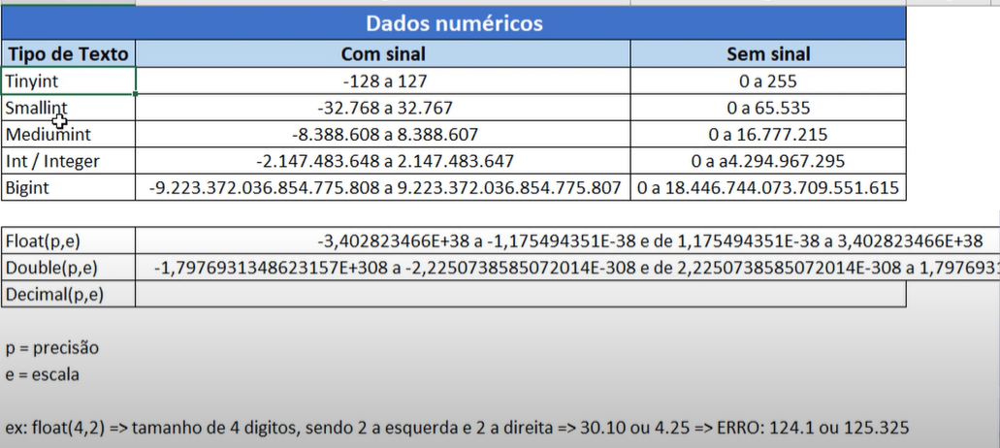 Dados numéricos
Tipo de Texto Com sinal Sem sinal
Tinyint -128 a 127 0 a 255
Smallint -32.768 a 32.767 0 a 65.535
Mediumint -8.388.608 a 8.388.607 0 a 16.777.215
Int / Integer -2.147.483.648 a 2.147.483.647 0 a a4.294.967.295
Bigint -9.223.372.036.854.775.808 a 9.223.372.036.854.775.807 0 a 18.446.744.073.709.551.615
Float(p,e) -3,402823466E+38 a -1,175494351E-38 e de 1,175494351E-38 a 3,402823466E+38
Double(p,e) -1,7976931348623157E+308 a -2,2250738585072014E-308 e de 2,2250738585072014E-308 a 1,797693
Decimal(p,e)
p = precisão
e = escala
ex: float(4,2) => tamanho de 4 digitos, sendo 2 a esquerda e 2 a direita => 30.10 ou 4.25 => ERRO: 124.1 ou 125.325